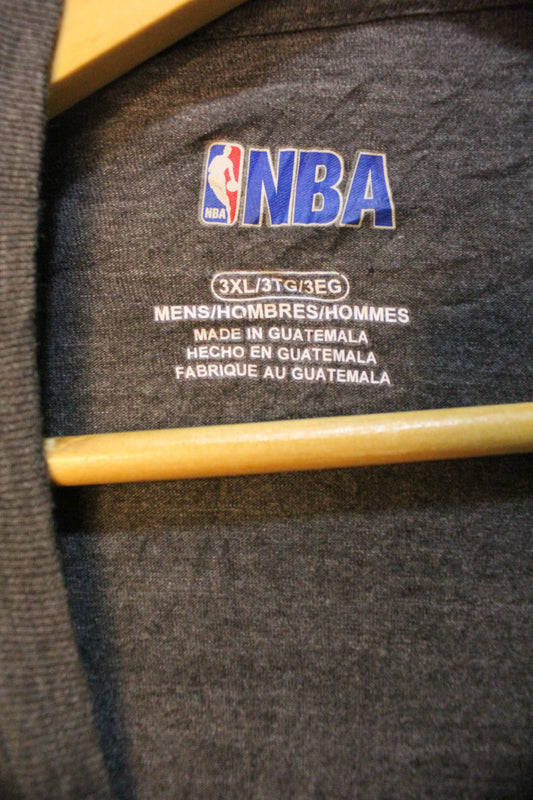 NBA NBA
3XL/3TG/3EG
MENS/HOMBRES/HOMMES
MADE IN GUATEMALA
HECHO EN GUATEMALA
FABRIQUE AU GUATEMALA